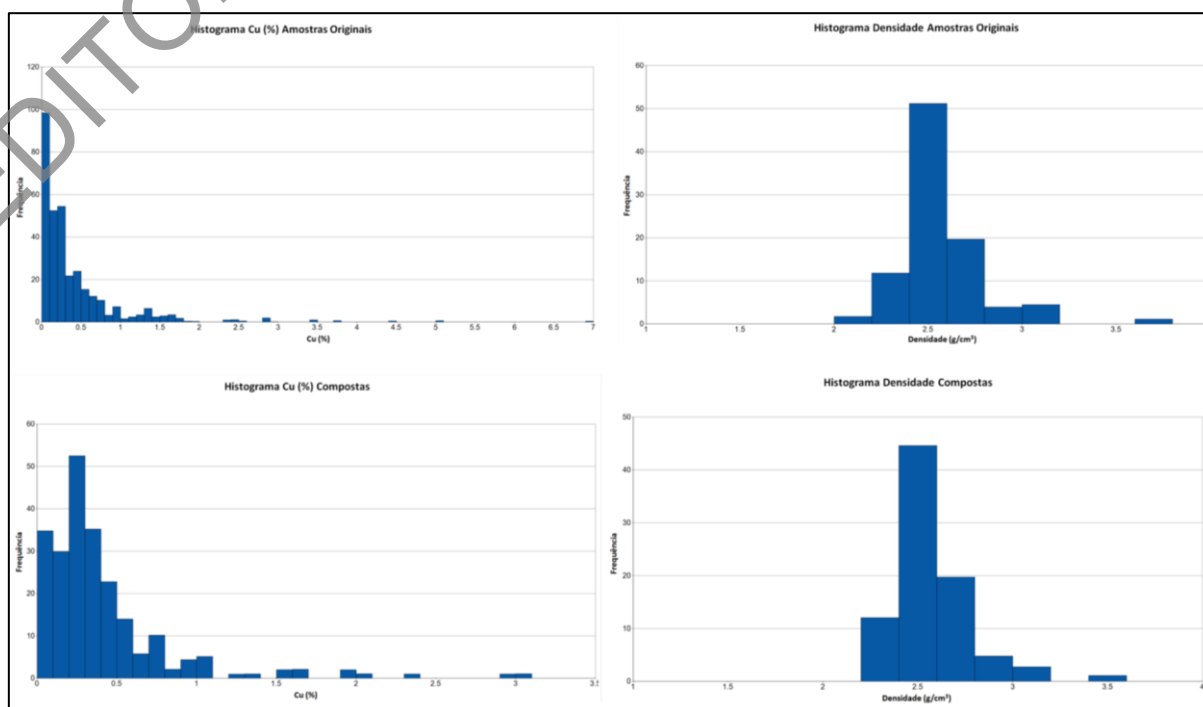 EDITO
Histograma Cu (%) Amostras Originais
Frequência
120
100
80
60
40
20
0
0 0.5 1 1.5 2 2.5 3 3.5 4 4.5 5 5.5 6 6.5 7
Cu (%)
Histograma Densidade Amostras Originais
Frequência
60
50
40
30
20
10
0
1 1.5 2 2.5 3 3.5
Densidade (g/cm³)
Histograma Cu (%) Compostas
Frequência
60
50
40
30
20
10
0
0 0.5 1 1.5 2 2.5 3 3.5
Cu (%)
Histograma Densidade Compostas
Frequência
50
40
30
20
10
0
1 1.5 2 2.5 3 3.5 4
Densidade (g/cm³)